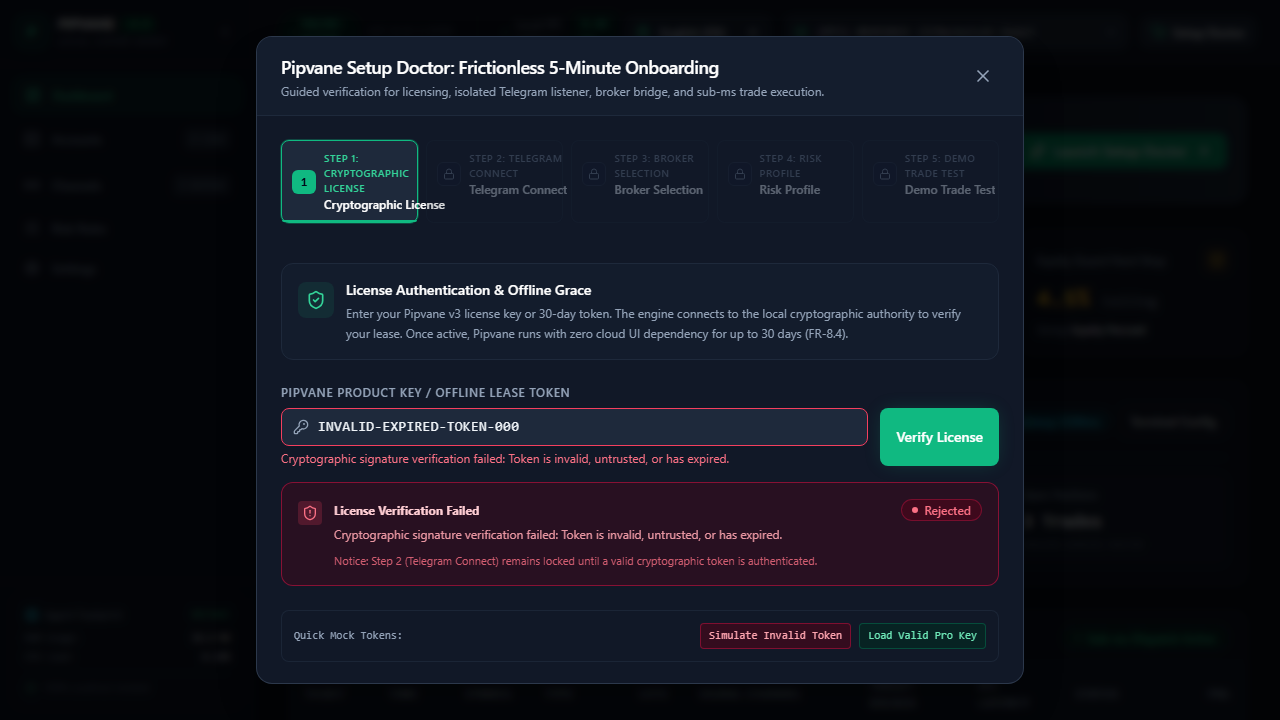 Pipvane Setup Doctor: Frictionless 5-Minute Onboarding
Guided verification for licensing, isolated Telegram listener, broker bridge, and sub-ms trade execution.
STEP 1:
CRYPTOGRAPHIC
LICENSE
1
Cryptographic License
STEP 2: TELEGRAM
CONNECT
Telegram Connect
STEP 3: BROKER
SELECTION
Broker Selection
STEP 4: RISK
PROFILE
Risk Profile
STEP 5: DEMO
TRADE TEST
Demo Trade Test
License Authentication & Offline Grace
Enter your Pipvane v3 license key or 30-day token. The engine connects to the local cryptographic authority to verify
your lease. Once active, Pipvane runs with zero cloud UI dependency for up to 30 days (FR-8.4).
PIPVANE PRODUCT KEY / OFFLINE LEASE TOKEN
INVALID-EXPIRED-TOKEN-000
Verify License
Cryptographic signature verification failed: Token is invalid, untrusted, or has expired.
License Verification Failed
Rejected
Cryptographic signature verification failed: Token is invalid, untrusted, or has expired.
Notice: Step 2 (Telegram Connect) remains locked until a valid cryptographic token is authenticated.
Quick Mock Tokens:
Simulate Invalid Token
Load Valid Pro Key